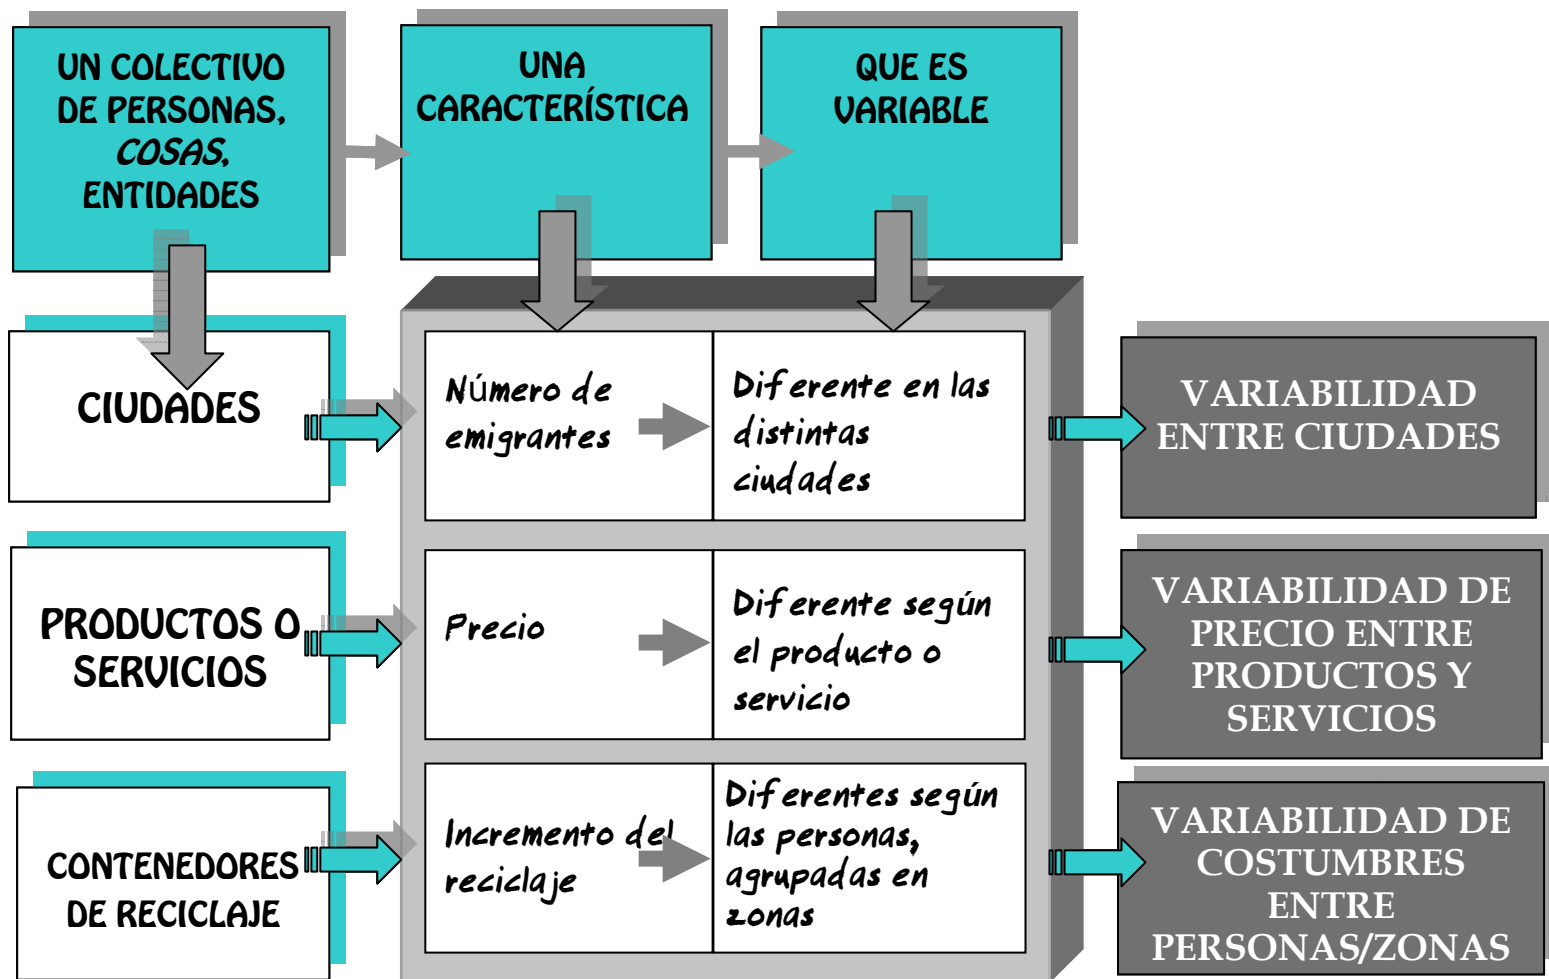 UN COLECTIVO
DE PERSONAS,
COSAS,
ENTIDADES
UNA
CARACTERÍSTICA
QUE ES
VARIABLE
CIUDADES
Número de
emigrantes
Diferente en las
distintas
ciudades
VARIABILIDAD
ENTRE CIUDADES
PRODUCTOS O
SERVICIOS
Precio
Diferente según
el producto o
servicio
VARIABILIDAD DE
PRECIO ENTRE
PRODUCTOS Y
SERVICIOS
CONTENEDORES
DE RECICLAJE
Incremento del
reciclaje
Diferentes según
las personas,
agrupadas en
zonas
VARIABILIDAD DE
COSTUMBRES
ENTRE
PERSONAS/ZONAS